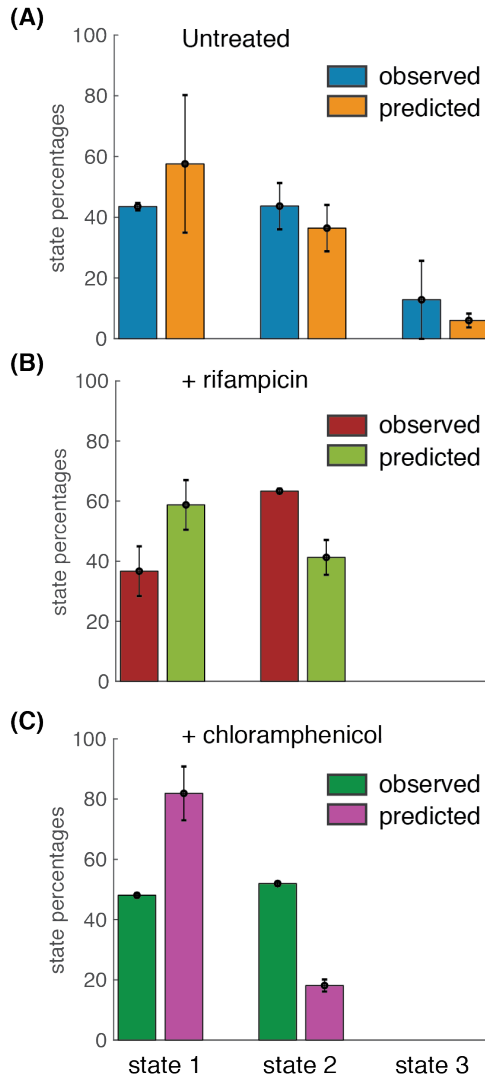 (A)
Untreated
observed
predicted
state percentages
100
80
60
40
20
0
(B)
+ rifampicin
observed
predicted
state percentages
100
80
60
40
20
0
(C)
+ chloramphenicol
observed
predicted
state percentages
100
80
60
40
20
0
state 1 state 2 state 3